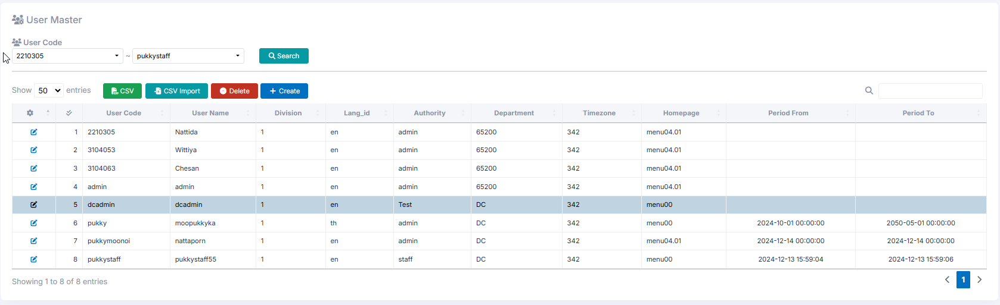 User Master
User Code
2210305 ~ pukkystaff Search
Show 50 entries CSV CSV Import Delete Create
User Code User Name Division Lang_id Authority Department Timezone Homepage Period From Period To
1 2210305 Nattida 1 en admin 65200 342 menu04.01
2 3104053 Wittiya 1 en admin 65200 342 menu04.01
3 3104063 Chesan 1 en admin 65200 342 menu04.01
4 admin admin 1 en admin 65200 342 menu04.01
5 dcadmin dcadmin 1 en Test DC 342 menu00
6 pukky moopukkyka 1 th admin DC 342 menu00 2024-10-01 00:00:00 2050-05-01 00:00:00
7 pukkymoonoi nattaporn 1 en admin DC 342 menu04.01 2024-12-14 00:00:00 2024-12-14 00:00:00
8 pukkystaff pukkystaff55 1 en staff DC 342 menu00 2024-12-13 15:59:04 2024-12-13 15:59:06
Showing 1 to 8 of 8 entries 1